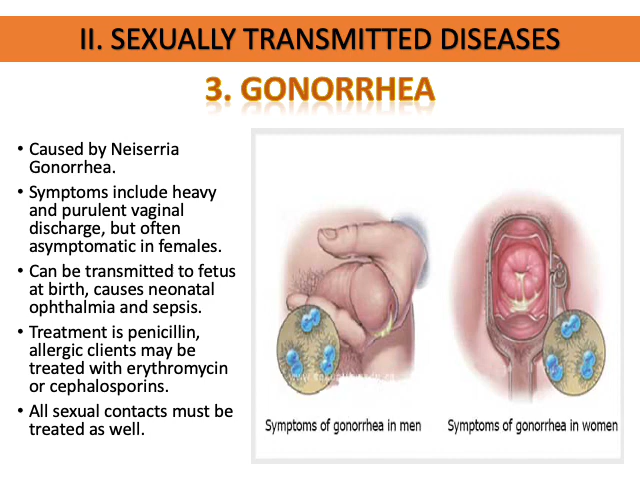 II. SEXUALLY TRANSMITTED DISEASES
3. GONORRHEA
• Caused by Neiserria
Gonorrhea.
• Symptoms include heavy
and purulent vaginal
discharge, but often
asymptomatic in females.
• Can be transmitted to fetus
at birth, causes neonatal
ophthalmia and sepsis.
• Treatment is penicillin,
allergic clients may be
treated with erythromycin
or cephalosporins.
• All sexual contacts must be
treated as well.
Symptoms of gonorrhea in men
Symptoms of gonorrhea in women